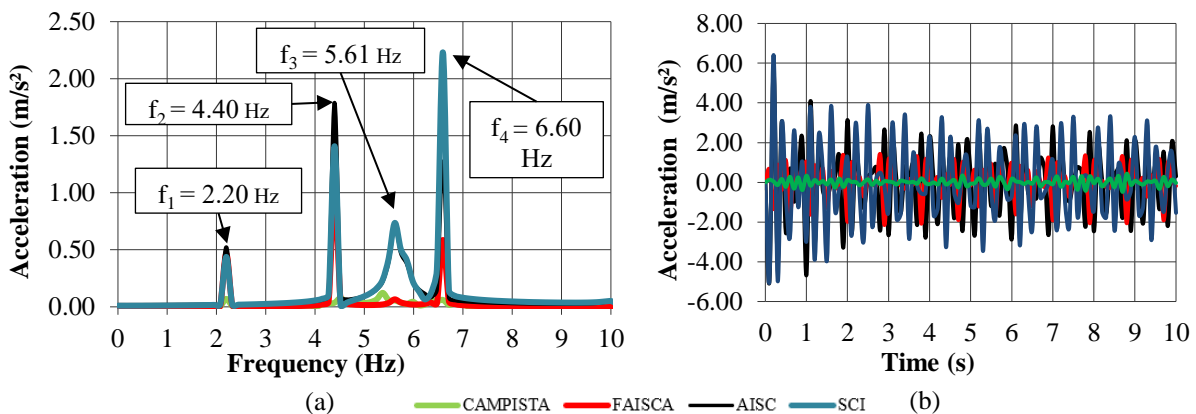 2.50
2.00
1.50
1.00
0.50
0.00
Acceleration (m/s²)
f₁ = 2.20 Hz
f₂ = 4.40 Hz
f₃ = 5.61 Hz
f₄ = 6.60
Hz
0 1 2 3 4 5 6 7 8 9 10
Frequency (Hz)
(a)
8.00
6.00
4.00
2.00
0.00
-2.00
-4.00
-6.00
Acceleration (m/s²)
0 1 2 3 4 5 6 7 8 9 10
Time (s)
(b)
CAMPISTA FAISCA AISC SCI